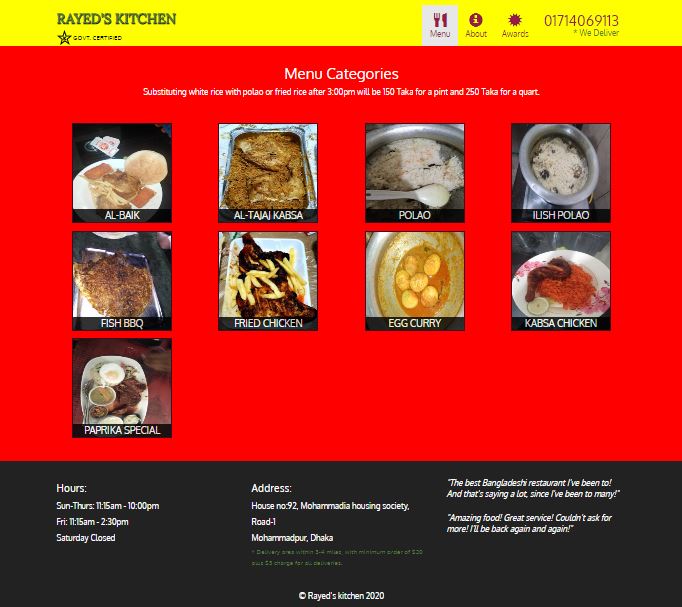 RAYED'S KITCHEN
GOVT. CERTIFIED
Menu
About
Awards
01714069113
* We Deliver
Menu Categories
Substituting white rice with polao or fried rice after 3:00pm will be 150 Taka for a pint and 250 Taka for a quart.
AL-BAIK
AL-TAJAJ KABSA
POLAO
ILISH POLAO
FISH BBQ
FRIED CHICKEN
EGG CURRY
KABSA CHICKEN
PAPRIKA SPECIAL
Hours:
Sun-Thurs: 11:15am - 10:00pm
Fri: 11:15am - 2:30pm
Saturday Closed
Address:
House no:92, Mohammadia housing society,
Road-1
Mohammadpur, Dhaka
* Delivery area within 3-4 miles, with minimum order of $20
plus $3 charge for all deliveries.
"The best Bangladeshi restaurant I've been to!
And that's saying a lot, since I've been to many!"
"Amazing food! Great service! Couldn't ask for
more! I'll be back again and again!"
© Rayed's kitchen 2020